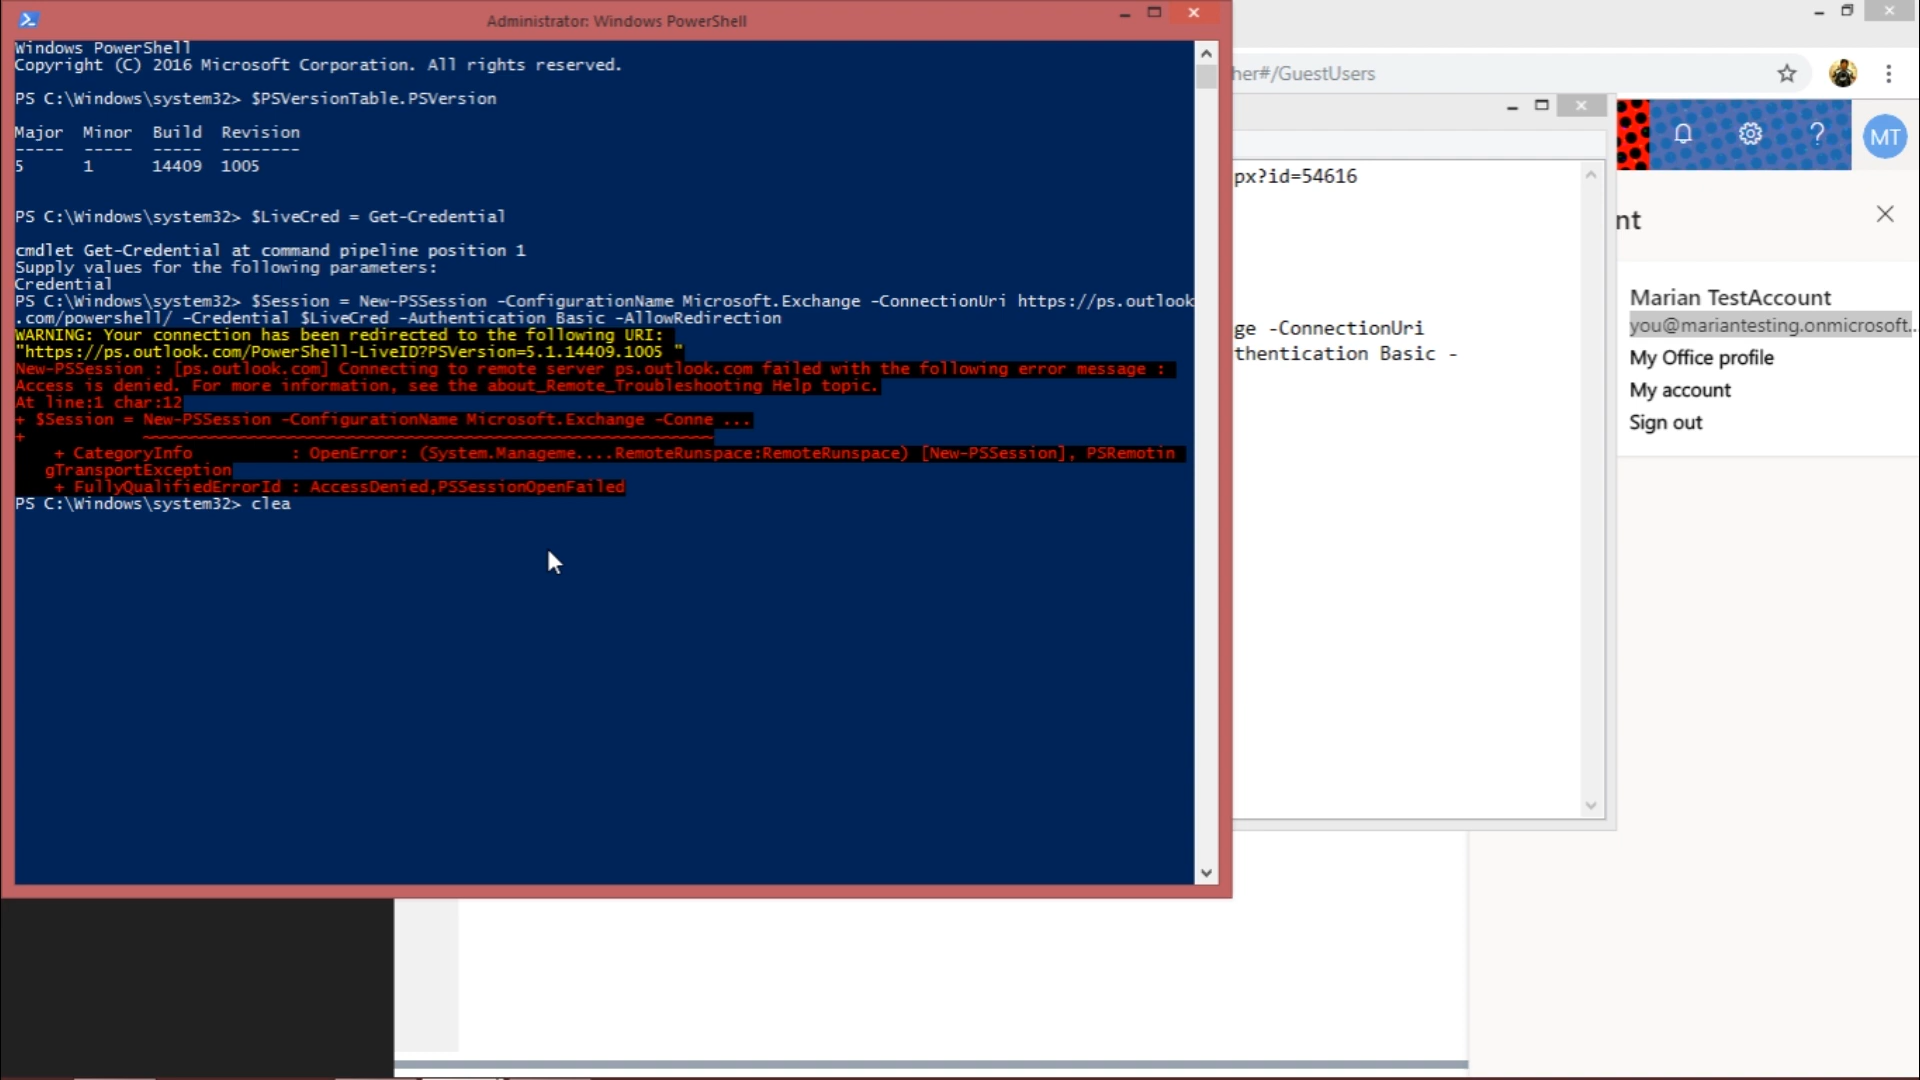 Administrator: Windows PowerShell
Windows PowerShell
Copyright (C) 2016 Microsoft Corporation. All rights reserved.
PS C:\Windows\system32> $PSVersionTable.PSVersion
Major  Minor  Build  Revision
-----  -----  -----  --------
5      1      14409  1005
PS C:\Windows\system32> $LiveCred = Get-Credential
cmdlet Get-Credential at command pipeline position 1
Supply values for the following parameters:
Credential
PS C:\Windows\system32> $Session = New-PSSession -ConfigurationName Microsoft.Exchange -ConnectionUri https://ps.outlook
.com/powershell/ -Credential $LiveCred -Authentication Basic -AllowRedirection
WARNING: Your connection has been redirected to the following URI:
"https://ps.outlook.com/PowerShell-LiveID?PSVersion=5.1.14409.1005 "
New-PSSession : [ps.outlook.com] Connecting to remote server ps.outlook.com failed with the following error message :
Access is denied. For more information, see the about_Remote_Troubleshooting Help topic.
At line:1 char:12
+ $Session = New-PSSession -ConfigurationName Microsoft.Exchange -Conne ...
+            ~~~~~~~~~~~~~~~~~~~~~~~~~~~~~~~~~~~~~~~~~~~~~~~~~~~~~~~~~~
+ CategoryInfo          : OpenError: (System.Manageme....RemoteRunspace:RemoteRunspace) [New-PSSession], PSRemotin
gTransportException
+ FullyQualifiedErrorId : AccessDenied,PSSessionOpenFailed
PS C:\Windows\system32> clea
her#/GuestUsers
px?id=54616
ge -ConnectionUri
thentication Basic -
MT
nt
Marian TestAccount
you@mariantesting.onmicrosoft...
My Office profile
My account
Sign out